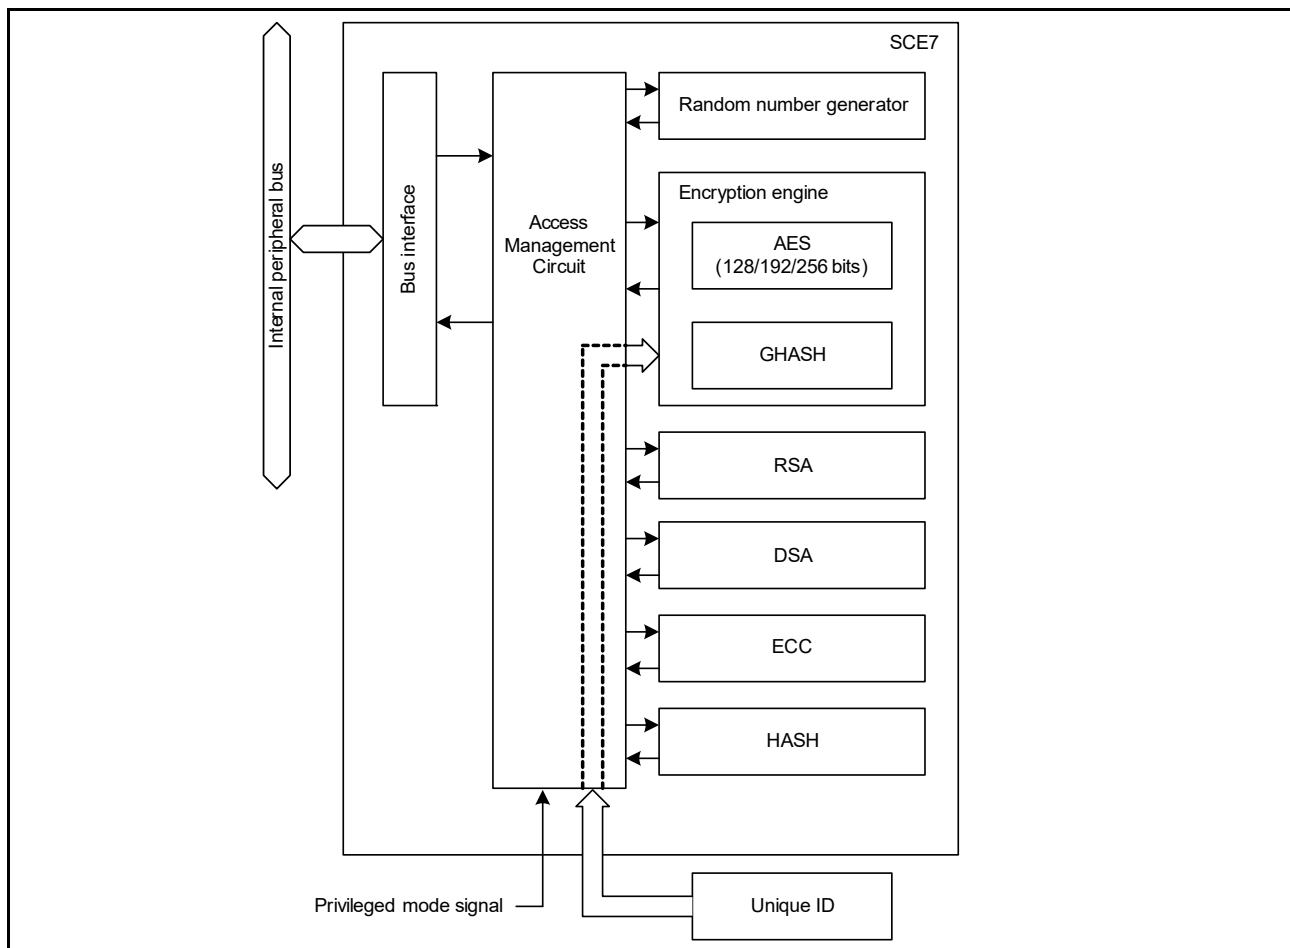 SCE7
Internal peripheral bus
Bus interface
Access
Management
Circuit
Random number generator
Encryption engine
AES
(128/192/256 bits)
GHASH
RSA
DSA
ECC
HASH
Privileged mode signal
Unique ID